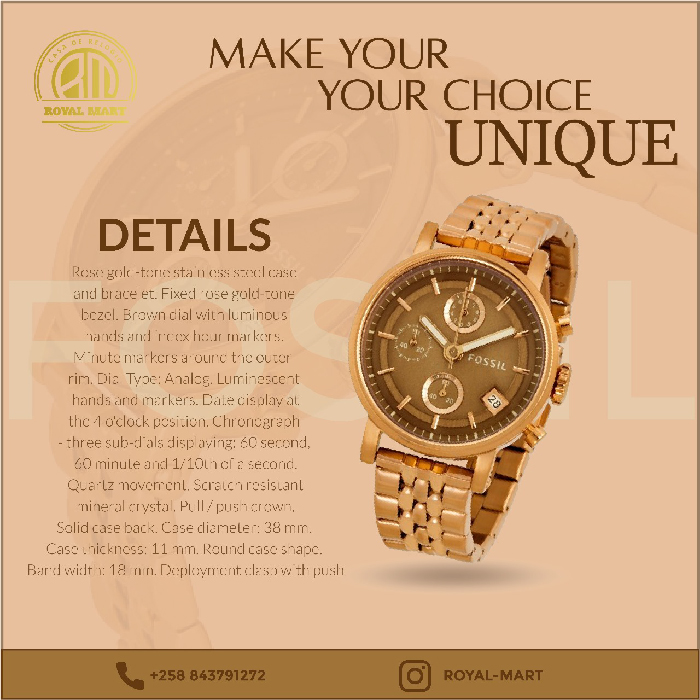 CASA DE RELOGIO
ROYAL MART
MAKE YOUR
YOUR CHOICE
UNIQUE
DETAILS
Rose gold-tone stainless steel case
and bracelet. Fixed rose gold-tone
bezel. Brown dial with luminous
hands and index hour markers.
Minute markers around the outer
rim. Dial Type: Analog. Luminescent
hands and markers. Date display at
the 4 o'clock position. Chronograph
- three sub-dials displaying: 60 second,
60 minute and 1/10th of a second.
Quartz movement. Scratch resistant
mineral crystal. Pull / push crown.
Solid case back. Case diameter: 38 mm.
Case thickness: 11 mm. Round case shape.
Band width: 18 mm. Deployment clasp with push
FOSSIL
FOSSIL
28
+258 843791272
ROYAL-MART